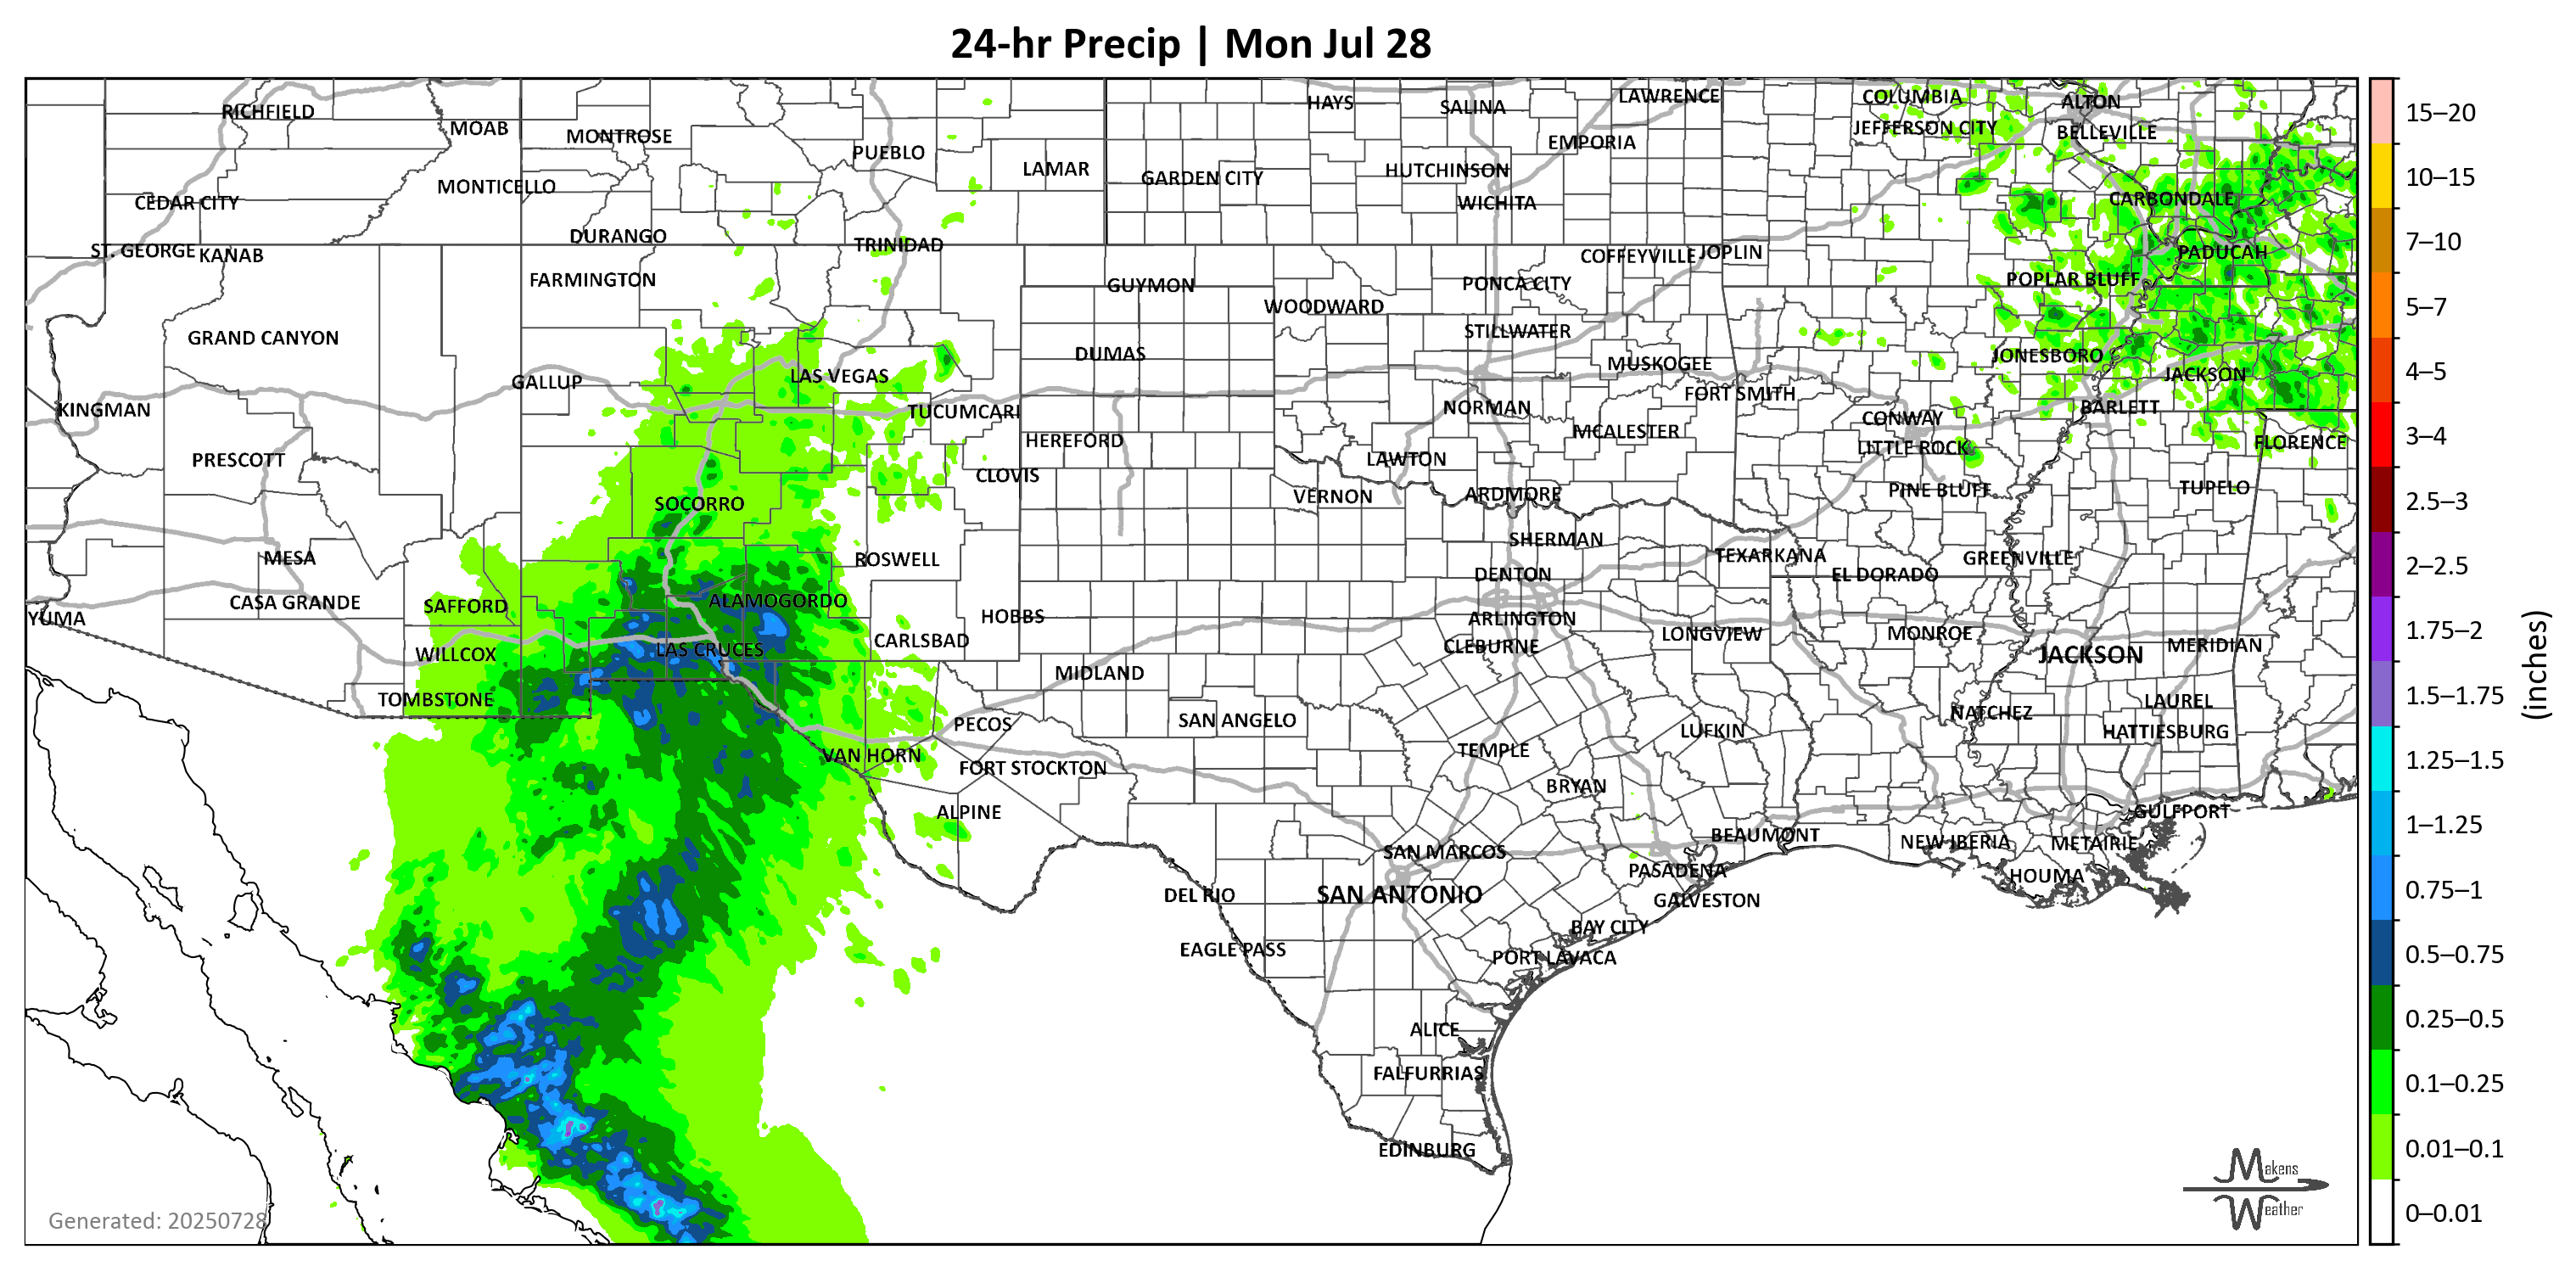 24-hr Precip | Mon Jul 28
RICHFIELD
MOAB
MONTROSE
PUEBLO
LAMAR
HAYS
SALINA
LAWRENCE
COLUMBIA
ALTON
JEFFERSON CITY
BELLEVILLE
EMPORIA
MONTICELLO
GARDEN CITY
HUTCHINSON
CEDAR CITY
WICHITA
CARBONDALE
DURANGO
TRINIDAD
ST. GEORGE
KANAB
COFFEYVILLE
JOPLIN
PADUCAH
FARMINGTON
GUYMON
PONCA CITY
POPLAR BLUFF
WOODWARD
GRAND CANYON
STILLWATER
DUMAS
JONESBORO
GALLUP
LAS VEGAS
MUSKOGEE
JACKSON
KINGMAN
TUCUMCARI
NORMAN
FORT SMITH
BARLETT
CONWAY
HEREFORD
MCALESTER
LITTLE ROCK
FLORENCE
PRESCOTT
CLOVIS
LAWTON
SOCORRO
VERNON
ARDMORE
PINE BLUFF
TUPELO
MESA
ROSWELL
SHERMAN
TEXARKANA
GREENVILLE
DENTON
EL DORADO
CASA GRANDE
SAFFORD
ALAMOGORDO
YUMA
HOBBS
ARLINGTON
LONGVIEW
MONROE
WILLCOX
LAS CRUCES
CARLSBAD
CLEBURNE
JACKSON
MERIDIAN
MIDLAND
TOMBSTONE
PECOS
SAN ANGELO
LUFKIN
NATCHEZ
LAUREL
HATTIESBURG
VAN HORN
FORT STOCKTON
TEMPLE
BRYAN
ALPINE
GULFPORT
SAN MARCOS
BEAUMONT
NEW IBERIA
METAIRIE
PASADENA
HOUMA
DEL RIO
SAN ANTONIO
GALVESTON
EAGLE PASS
BAY CITY
PORT LAVACA
ALICE
FALFURRIAS
EDINBURG
Generated: 20250728
Makens
Weather
15–20
10–15
7–10
5–7
4–5
3–4
2.5–3
2–2.5
1.75–2
1.5–1.75
1.25–1.5
1–1.25
0.75–1
0.5–0.75
0.25–0.5
0.1–0.25
0.01–0.1
0–0.01
(inches)